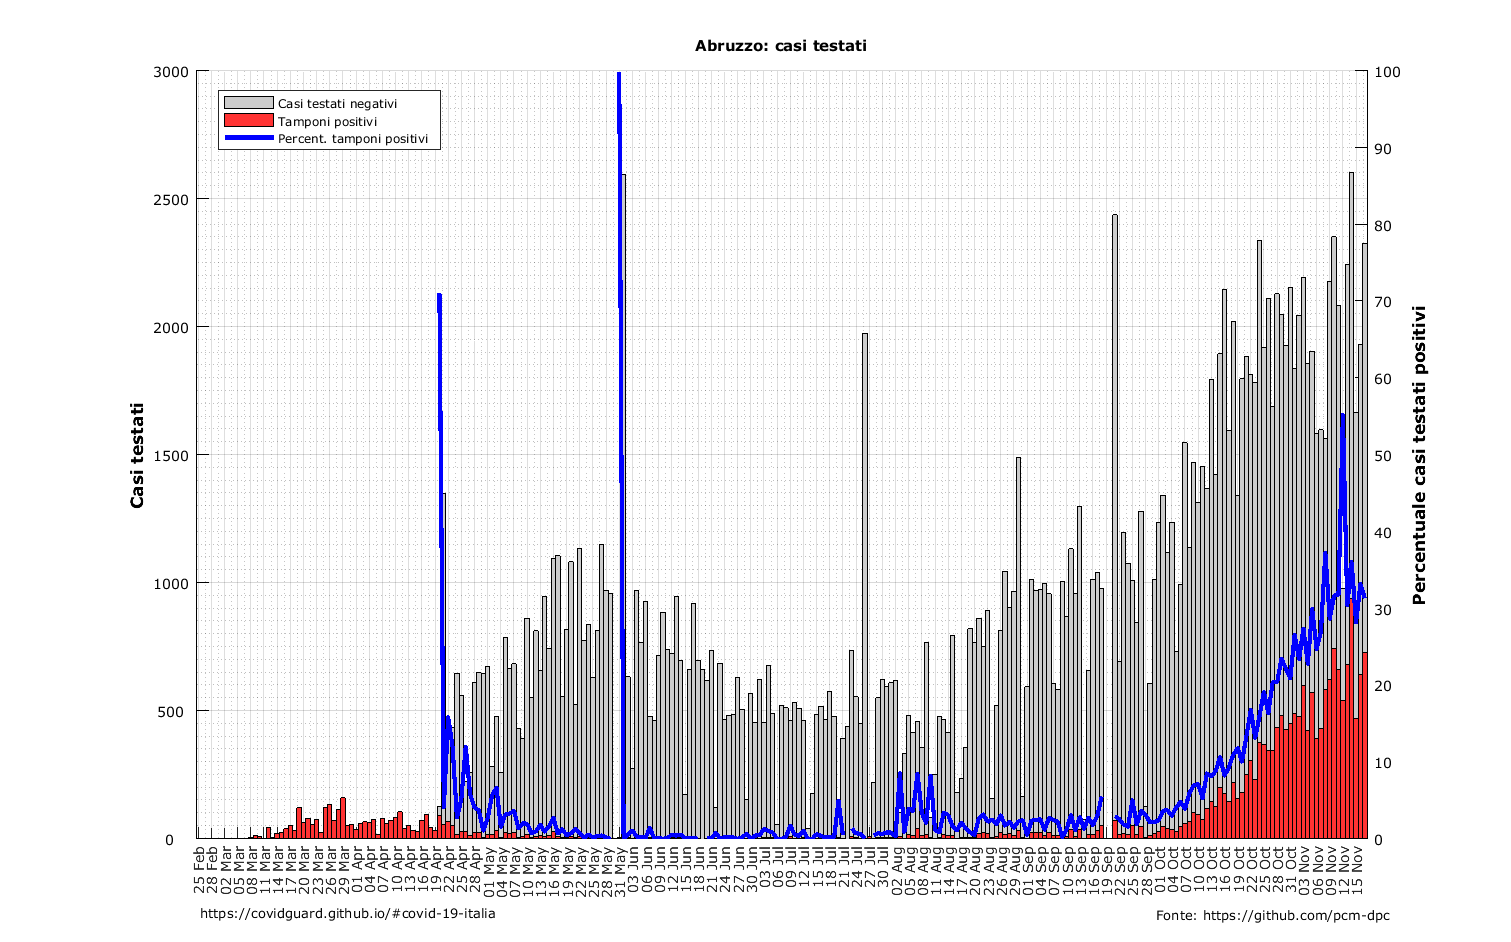 Abruzzo: casi testati
3000
2500
2000
1500
1000
500
0
Casi testati
Casi testati negativi
Tamponi positivi
Percent. tamponi positivi
100
90
80
70
60
50
40
30
20
10
0
Percentuale casi testati positivi
25 Feb
28 Feb
02 Mar
05 Mar
08 Mar
11 Mar
14 Mar
17 Mar
20 Mar
23 Mar
26 Mar
29 Mar
01 Apr
04 Apr
07 Apr
10 Apr
13 Apr
16 Apr
19 Apr
22 Apr
25 Apr
28 Apr
01 May
04 May
07 May
10 May
13 May
16 May
19 May
22 May
25 May
28 May
31 May
03 Jun
06 Jun
09 Jun
12 Jun
15 Jun
18 Jun
21 Jun
24 Jun
27 Jun
30 Jun
03 Jul
06 Jul
09 Jul
12 Jul
15 Jul
18 Jul
21 Jul
24 Jul
27 Jul
30 Jul
02 Aug
05 Aug
08 Aug
11 Aug
14 Aug
17 Aug
20 Aug
23 Aug
26 Aug
29 Aug
01 Sep
04 Sep
07 Sep
10 Sep
13 Sep
16 Sep
19 Sep
22 Sep
25 Sep
28 Sep
01 Oct
04 Oct
07 Oct
10 Oct
13 Oct
16 Oct
19 Oct
22 Oct
25 Oct
28 Oct
31 Oct
03 Nov
06 Nov
09 Nov
12 Nov
15 Nov
https://covidguard.github.io/#covid-19-italia
Fonte: https://github.com/pcm-dpc